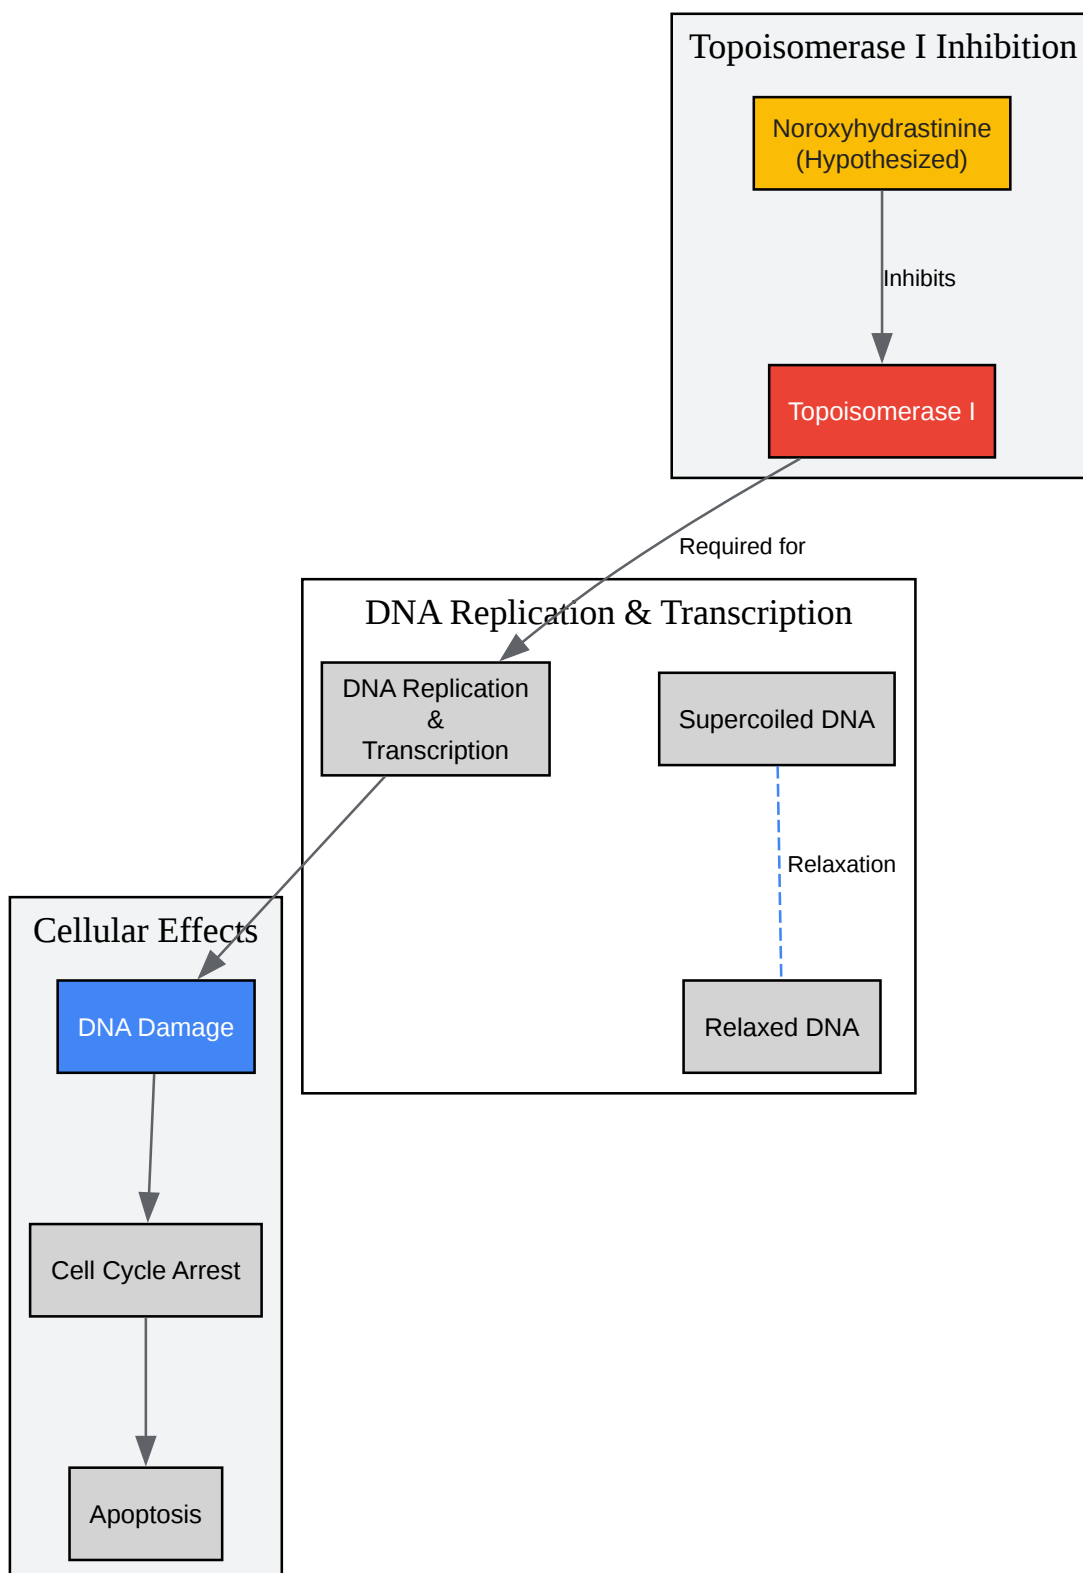 Topoisomerase I Inhibition
Noroxyhydrastinine
(Hypothesized)
Inhibits
Topoisomerase I
Required for
DNA Replication & Transcription
DNA Replication
&
Transcription
Supercoiled DNA
Relaxation
Relaxed DNA
Cellular Effects
DNA Damage
Cell Cycle Arrest
Apoptosis